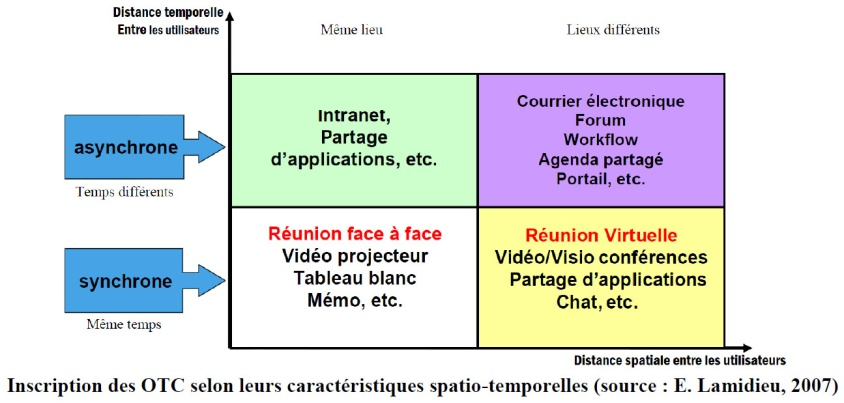 Distance temporelle
Entre les utilisateurs
Même lieu
Lieux différents
asynchrone
Temps différents
Intranet,
Partage
d'applications, etc.
Courrier électronique
Forum
Workflow
Agenda partagé
Portail, etc.
synchrone
Même temps
Réunion face à face
Vidéo projecteur
Tableau blanc
Mémo, etc.
Réunion Virtuelle
Vidéo/Visio conférences
Partage d'applications
Chat, etc.
Distance spatiale entre les utilisateurs
Inscription des OTC selon leurs caractéristiques spatio-temporelles (source : E. Lamidieu, 2007)